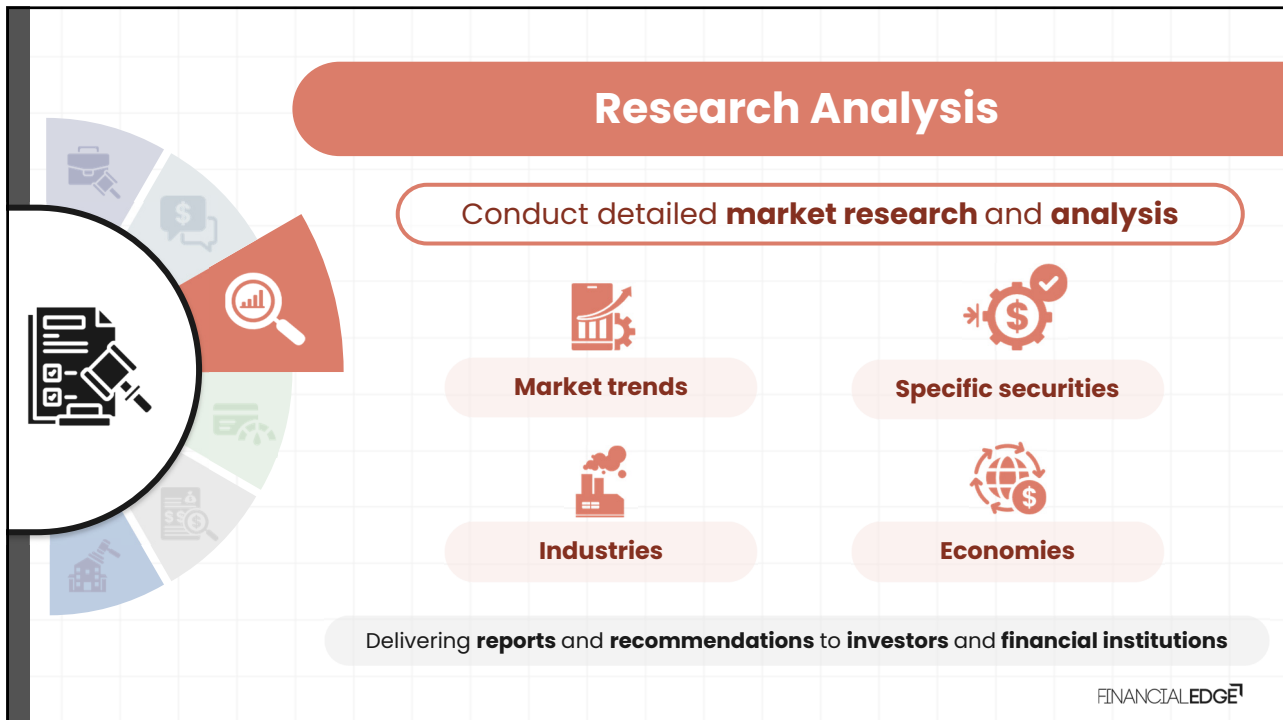 Research Analysis
Conduct detailed market research and analysis
Market trends
Specific securities
Industries
Economies
Delivering reports and recommendations to investors and financial institutions
FINANCIALEDGE